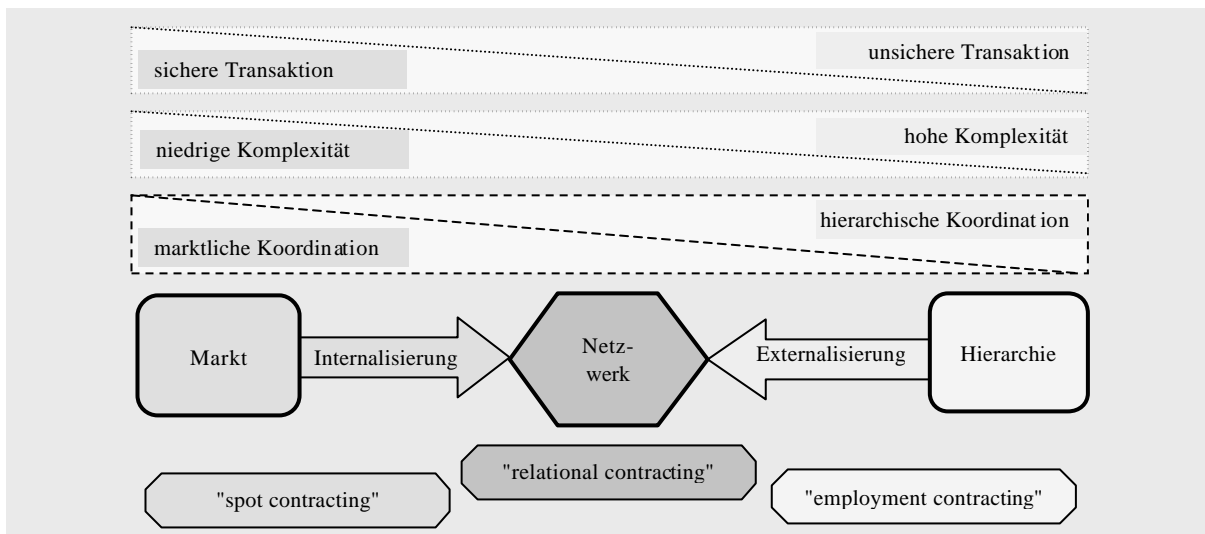 unsichere Transaktion
sichere Transaktion
hohe Komplexität
niedrige Komplexität
hierarchische Koordination
marktliche Koordination
Markt
Internalisierung
Netz-
werk
Externalisierung
Hierarchie
"relational contracting"
"spot contracting"
"employment contracting"